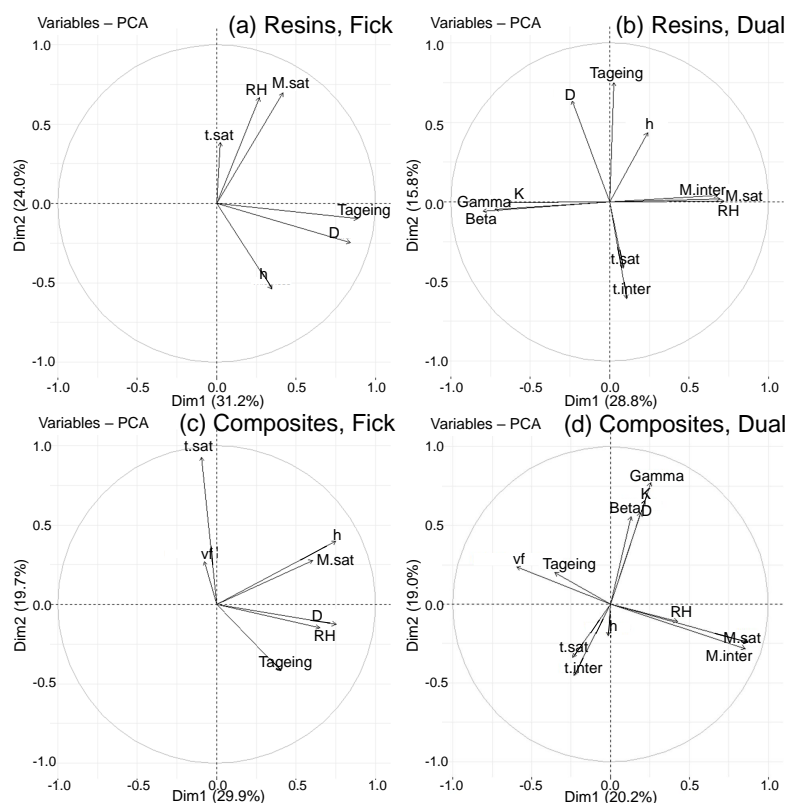 Variables – PCA
(a) Resins, Fick
1.0
0.5
0.0
-0.5
-1.0
Dim2 (24.0%)
RH
M.sat
t.sat
Tageing
D
h
-1.0
-0.5
0.0
0.5
1.0
Dim1 (31.2%)
Variables – PCA
(b) Resins, Dual
1.0
0.5
0.0
-0.5
-1.0
Dim2 (15.8%)
Tageing
D
h
K
Gamma
Beta
M.inter
M.sat
RH
t.sat
t.inter
-1.0
-0.5
0.0
0.5
1.0
Dim1 (28.8%)
Variables – PCA
(c) Composites, Fick
1.0
0.5
0.0
-0.5
-1.0
Dim2 (19.7%)
t.sat
h
vf
M.sat
D
RH
Tageing
-1.0
-0.5
0.0
0.5
1.0
Dim1 (29.9%)
Variables – PCA
(d) Composites, Dual
1.0
0.5
0.0
-0.5
-1.0
Dim2 (19.0%)
Gamma
K
Beta
D
vf
Tageing
RH
h
M.sat
M.inter
t.sat
t.inter
-1.0
-0.5
0.0
0.5
1.0
Dim1 (20.2%)